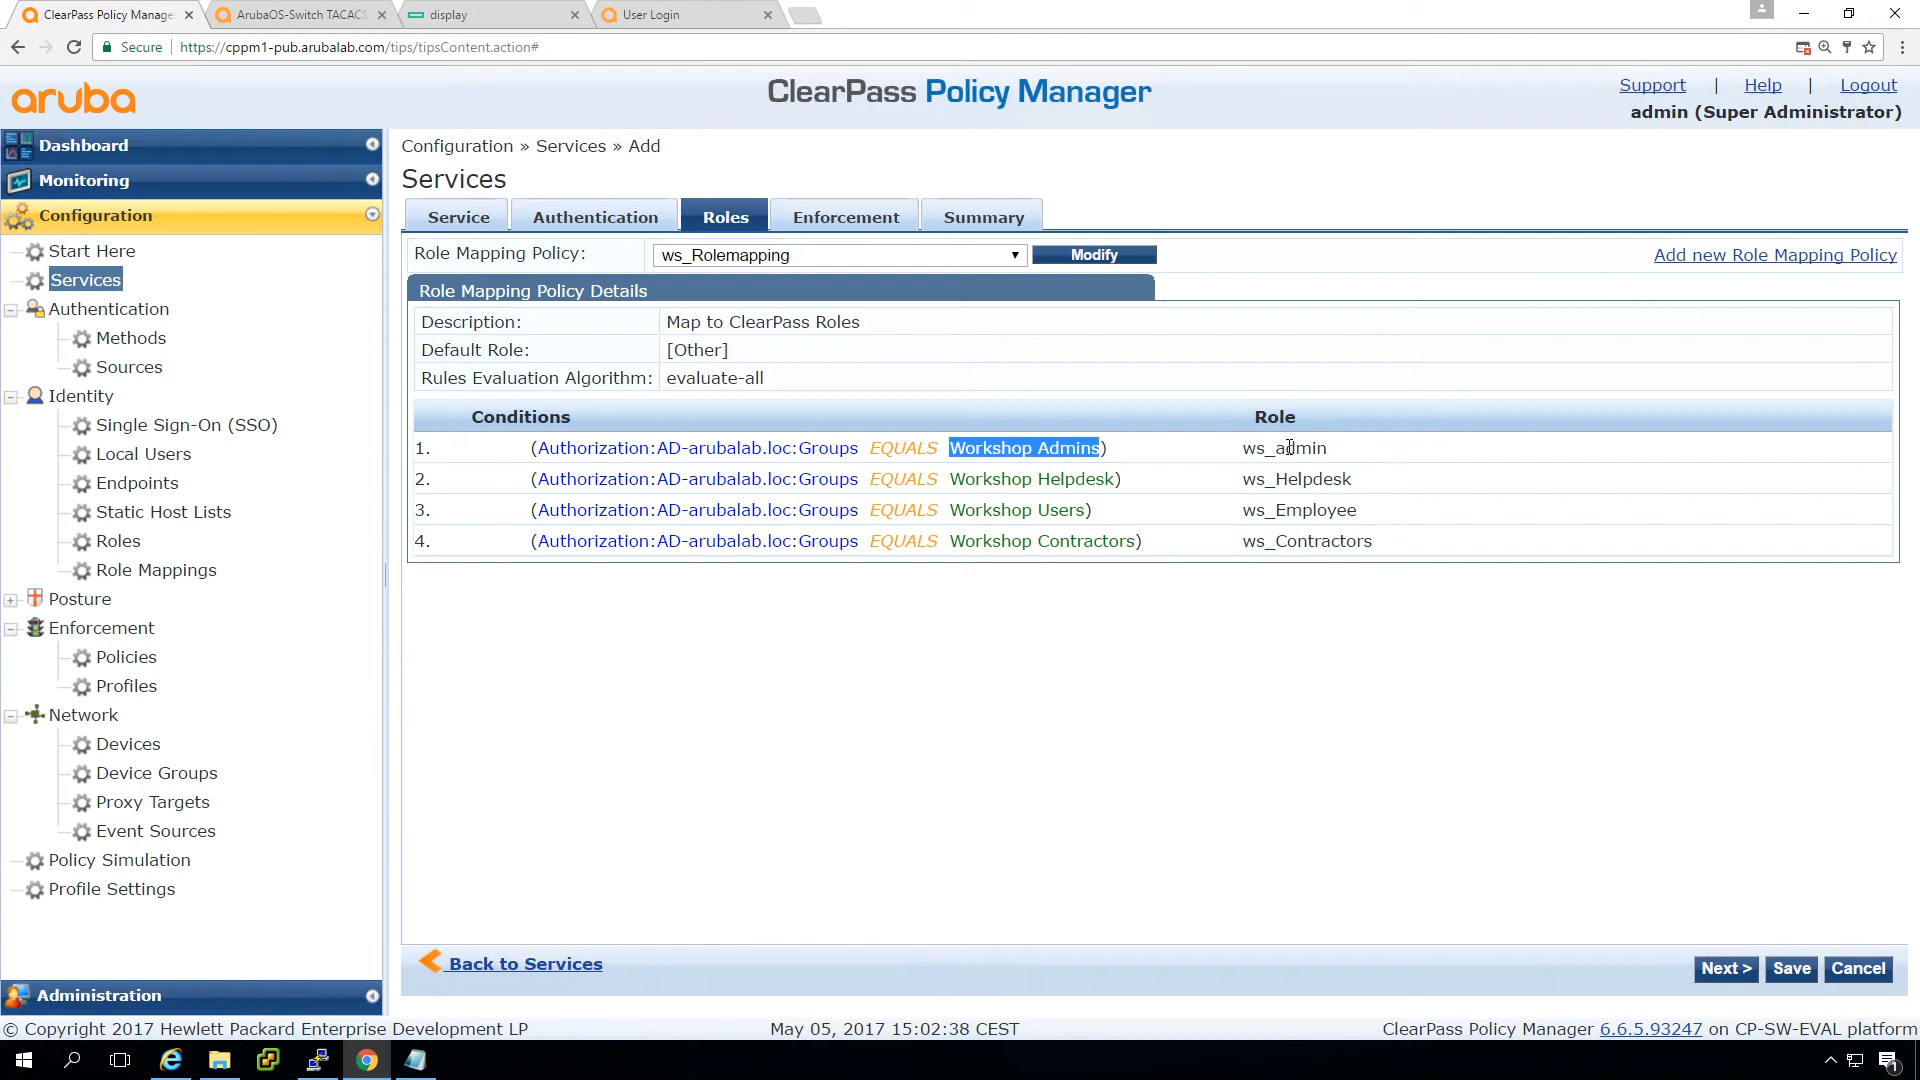 ClearPass Policy Manage
ArubaOS-Switch TACACS
display
User Login
Secure
https://cppm1-pub.arubalab.com/tips/tipsContent.action#
aruba
ClearPass Policy Manager
Support | Help | Logout
admin (Super Administrator)
Dashboard
Monitoring
Configuration
Start Here
Services
Authentication
Methods
Sources
Identity
Single Sign-On (SSO)
Local Users
Endpoints
Static Host Lists
Roles
Role Mappings
Posture
Enforcement
Policies
Profiles
Network
Devices
Device Groups
Proxy Targets
Event Sources
Policy Simulation
Profile Settings
Administration
Configuration » Services » Add
Services
Service Authentication Roles Enforcement Summary
Role Mapping Policy: ws_Rolemapping Modify Add new Role Mapping Policy
Role Mapping Policy Details
Description: Map to ClearPass Roles
Default Role: [Other]
Rules Evaluation Algorithm: evaluate-all
Conditions Role
1. (Authorization:AD-arubalab.loc:Groups EQUALS Workshop Admins) ws_admin
2. (Authorization:AD-arubalab.loc:Groups EQUALS Workshop Helpdesk) ws_Helpdesk
3. (Authorization:AD-arubalab.loc:Groups EQUALS Workshop Users) ws_Employee
4. (Authorization:AD-arubalab.loc:Groups EQUALS Workshop Contractors) ws_Contractors
Back to Services
Next > Save Cancel
© Copyright 2017 Hewlett Packard Enterprise Development LP May 05, 2017 15:02:38 CEST ClearPass Policy Manager 6.6.5.93247 on CP-SW-EVAL platform
1